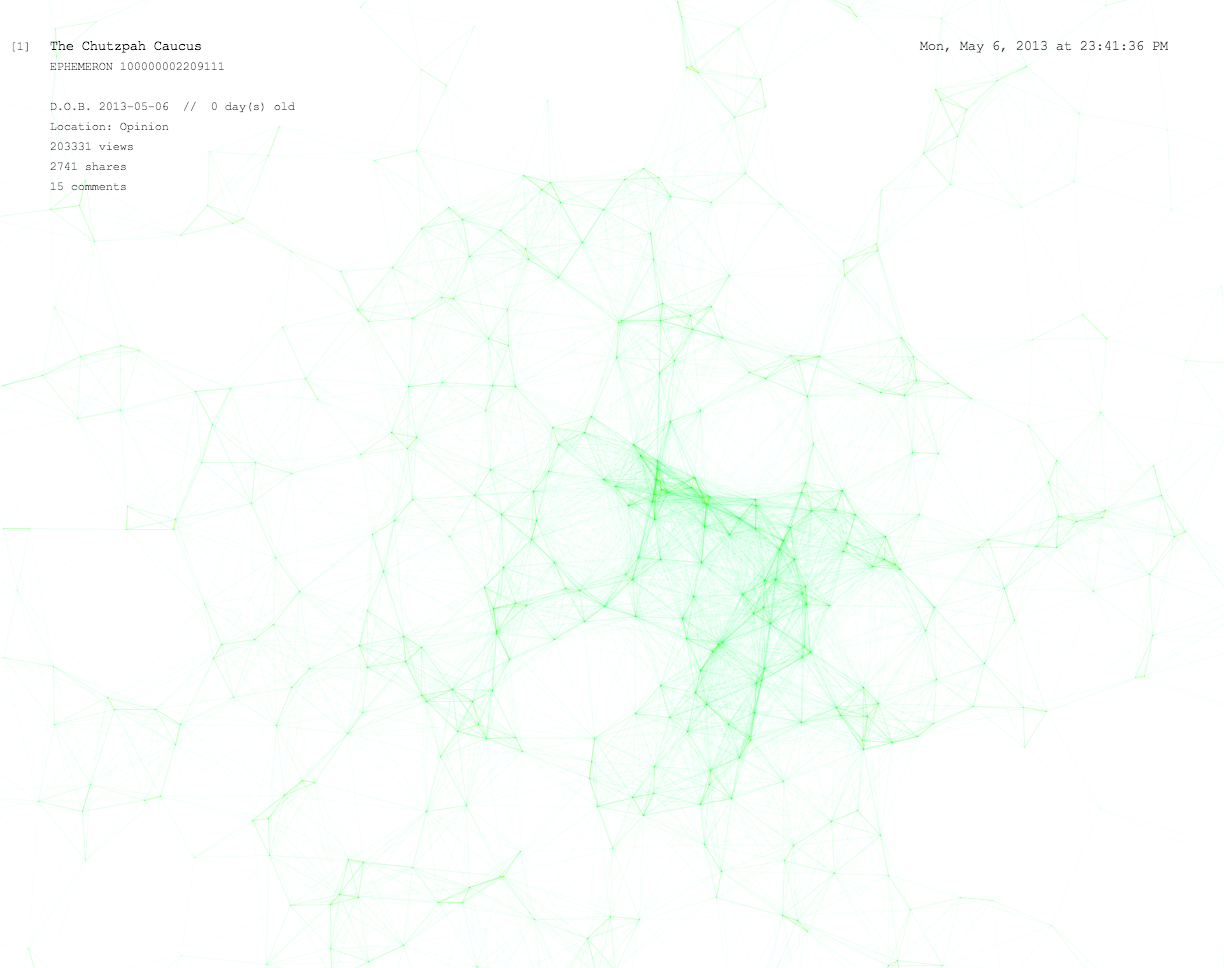 [1] The Chutzpah Caucus
Mon, May 6, 2013 at 23:41:36 PM
EPHEMERON 100000002209111
D.O.B. 2013-05-06 // 0 day(s) old
Location: Opinion
203331 views
2741 shares
15 comments